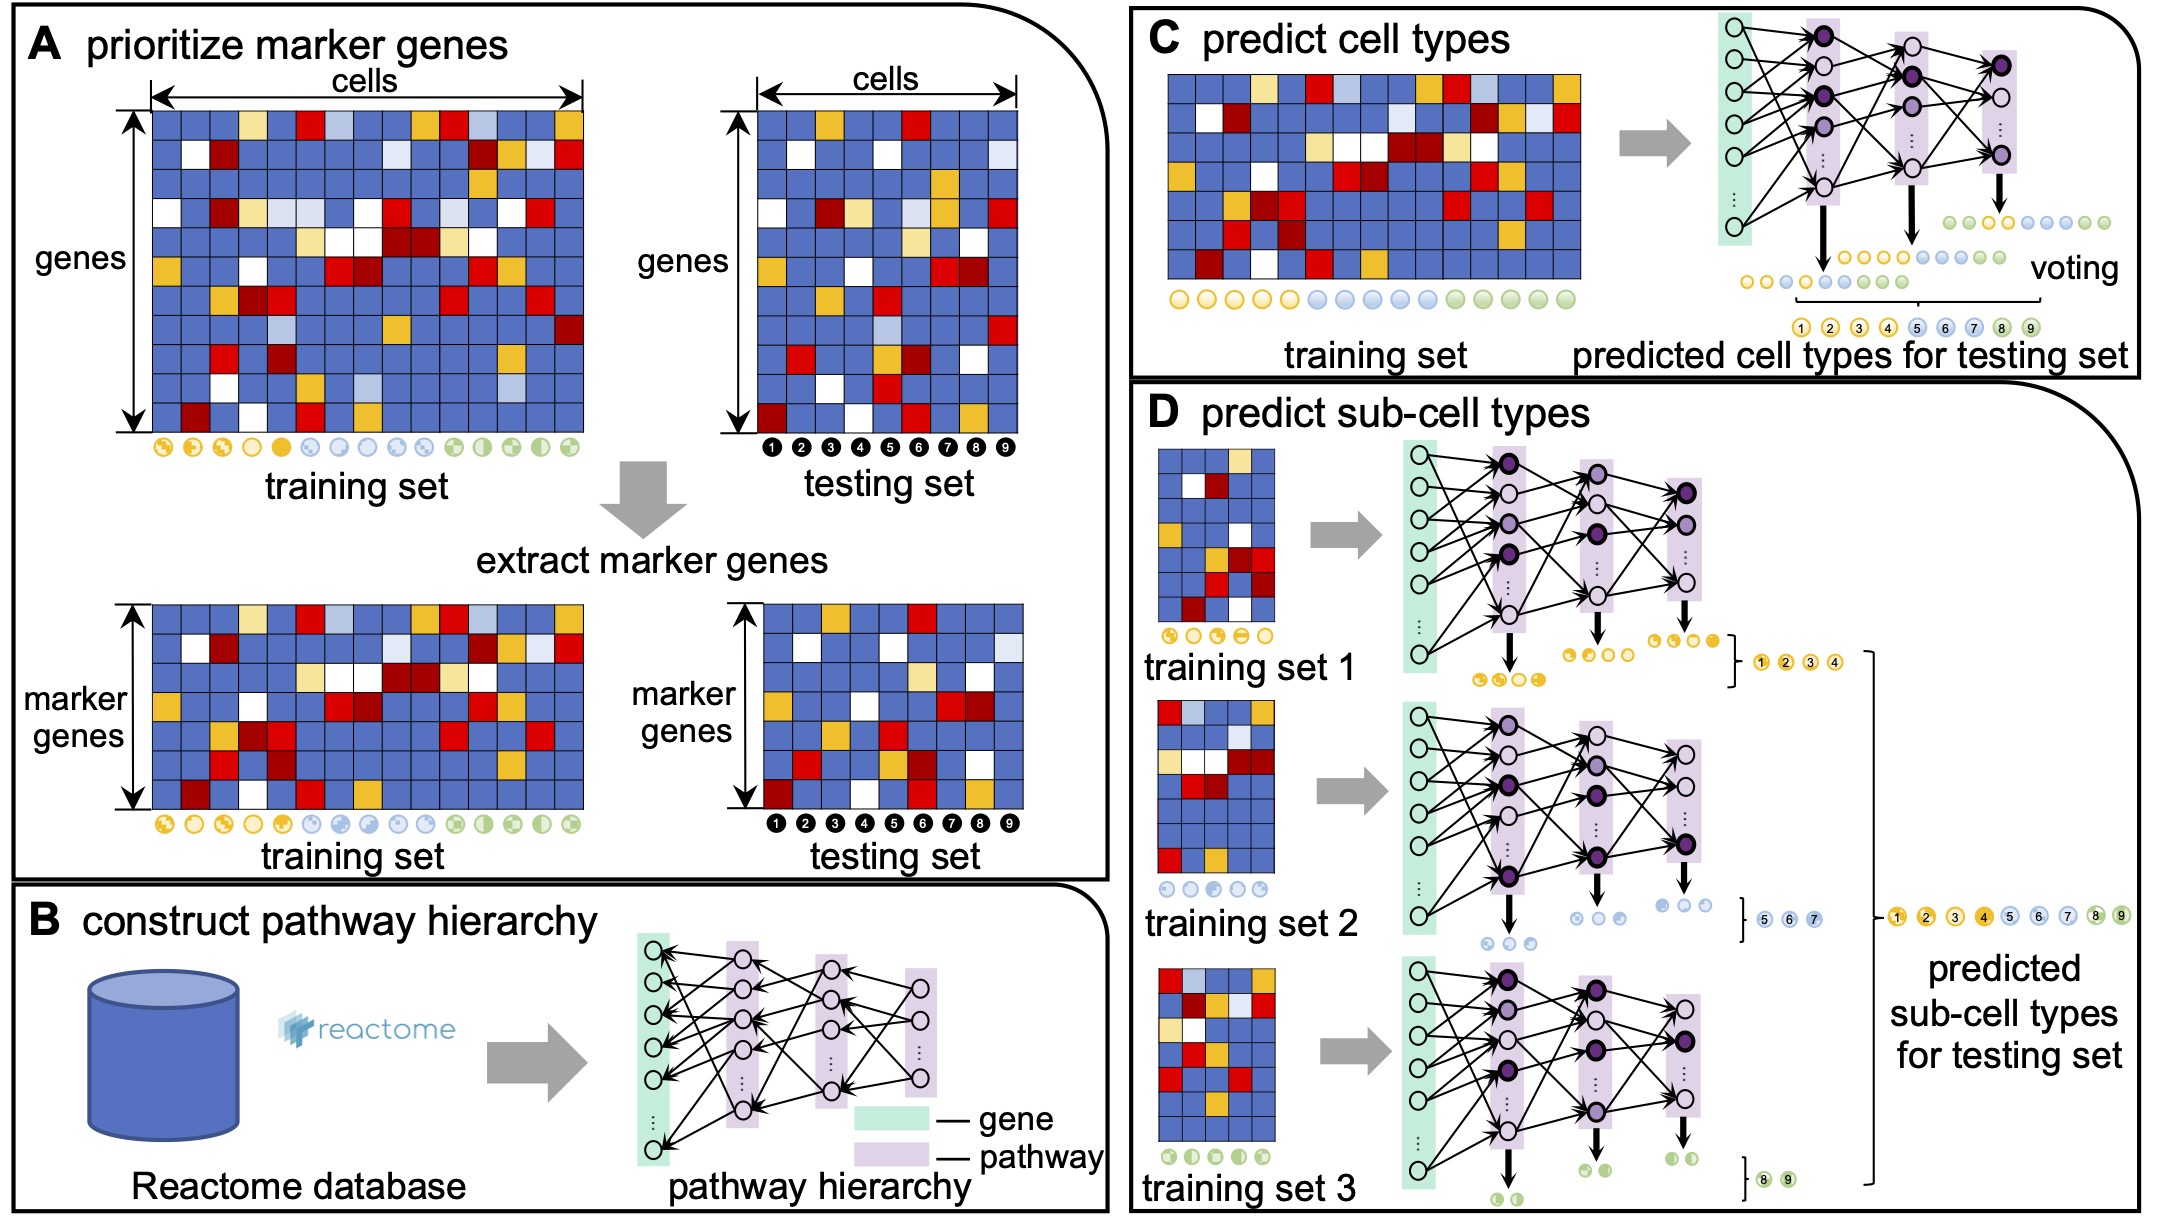 A prioritize marker genes
cells
cells
genes
genes
1 2 3 4 5 6 7 8 9
training set
testing set
extract marker genes
marker
genes
marker
genes
1 2 3 4 5 6 7 8 9
training set
testing set
B construct pathway hierarchy
reactome
gene
pathway
Reactome database
pathway hierarchy
C predict cell types
voting
1 2 3 4 5 6 7 8 9
training set
predicted cell types for testing set
D predict sub-cell types
training set 1
1 2 3 4
training set 2
5 6 7
1 2 3 4 5 6 7 8 9
predicted
sub-cell types
for testing set
training set 3
8 9